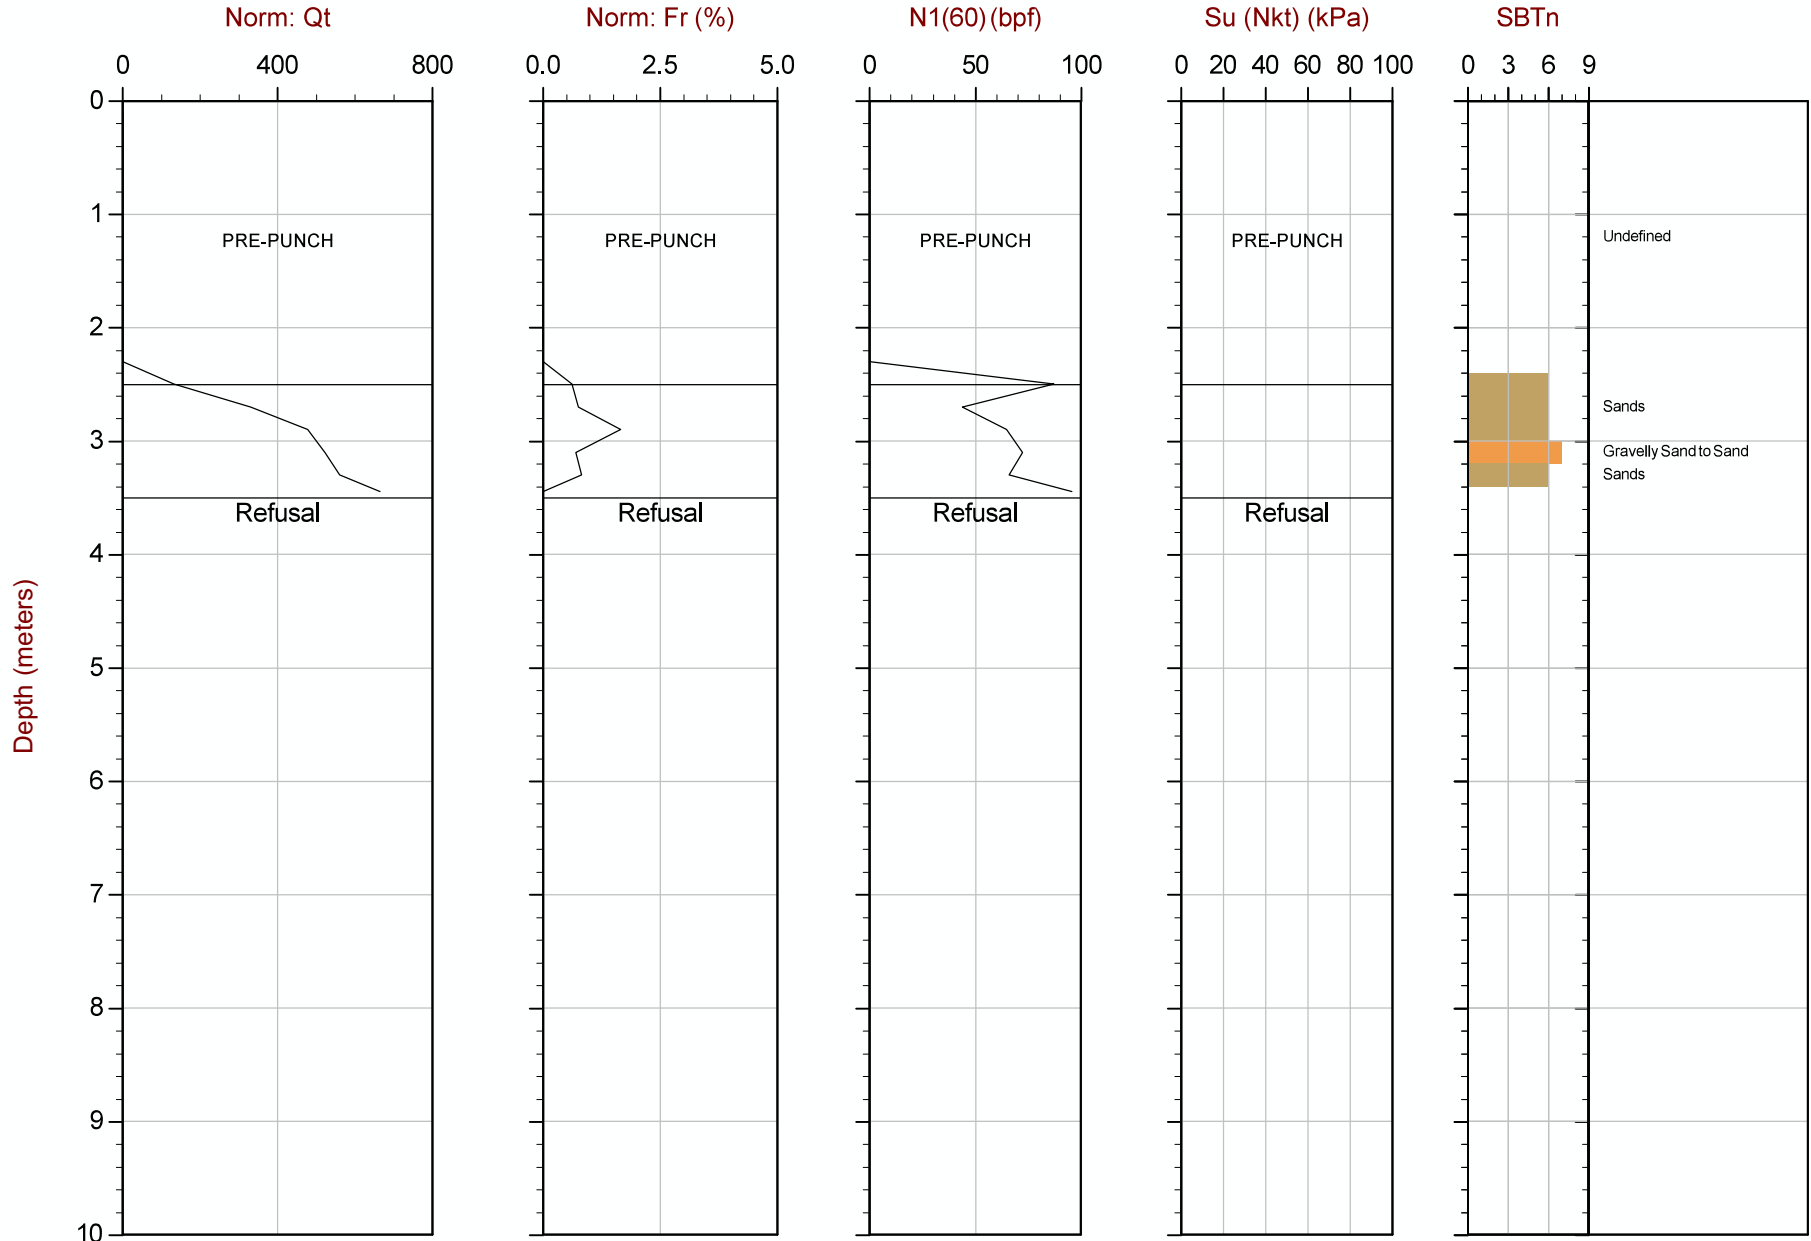 Norm: Qt Norm: Fr (%) N1(60) (bpf) Su (Nkt) (kPa) SBTn
0 400 800 0.0 2.5 5.0 0 50 100 0 20 40 60 80 100 0 3 6 9
0
1
PRE-PUNCH PRE-PUNCH PRE-PUNCH PRE-PUNCH Undefined
2
Sands
3
Gravelly Sand to Sand
Sands
Refusal Refusal Refusal Refusal
4
5
Depth (meters)
6
7
8
9
10